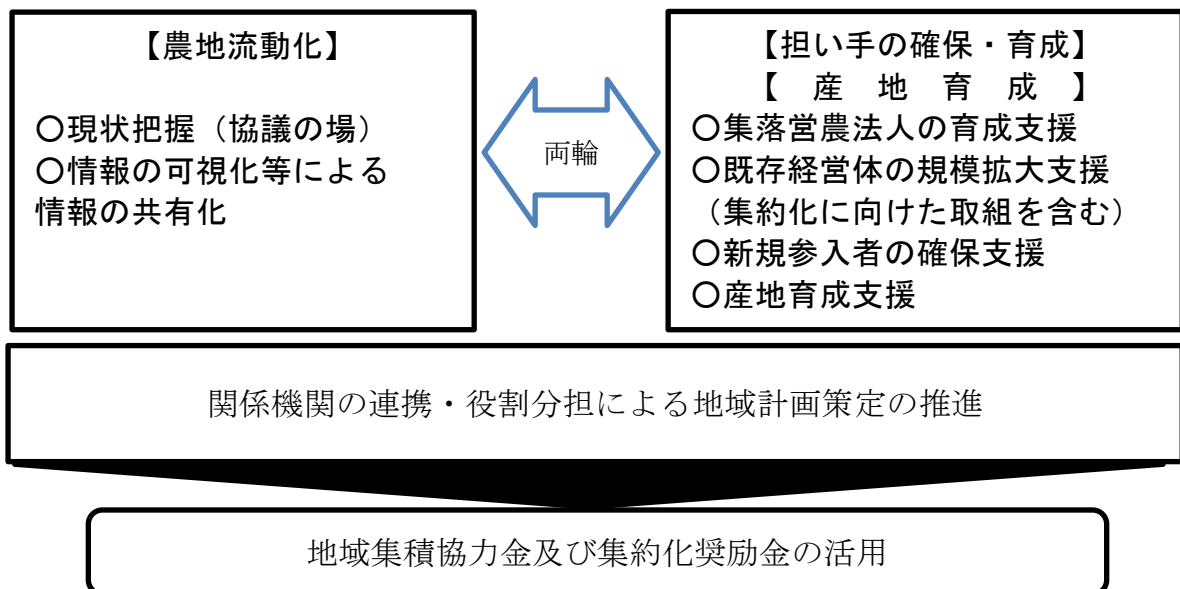 【農地流動化】
〇現状把握（協議の場）
〇情報の可視化等による
情報の共有化
両輪
【担い手の確保・育成】
【　産　地　育　成　】
〇集落営農法人の育成支援
〇既存経営体の規模拡大支援
（集約化に向けた取組を含む）
〇新規参入者の確保支援
〇産地育成支援
関係機関の連携・役割分担による地域計画策定の推進
地域集積協力金及び集約化奨励金の活用